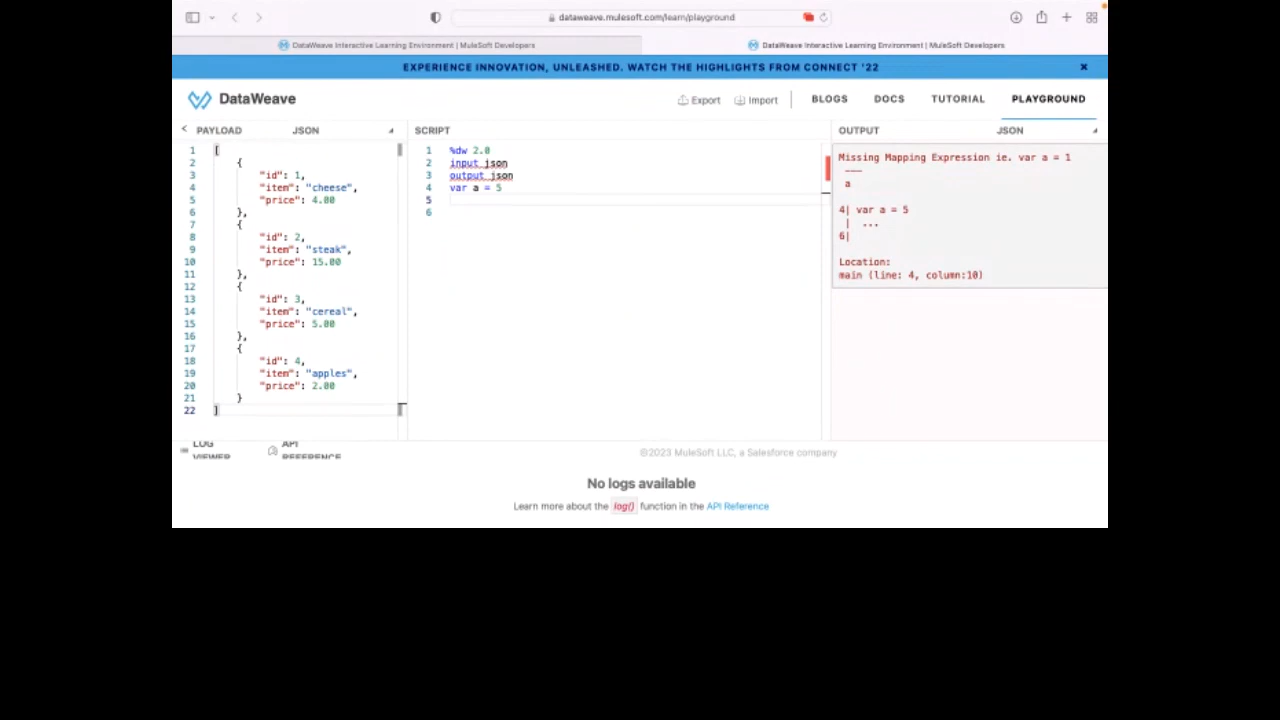 dataweave.mulesoft.com/learn/playground
DataWeave Interactive Learning Environment | MuleSoft Developers
DataWeave Interactive Learning Environment | MuleSoft Developers
EXPERIENCE INNOVATION, UNLEASHED. WATCH THE HIGHLIGHTS FROM CONNECT '22
DataWeave
Export
Import
BLOGS
DOCS
TUTORIAL
PLAYGROUND
PAYLOAD JSON
1 [
2 {
3 "id": 1,
4 "item": "cheese",
5 "price": 4.00
6 },
7 {
8 "id": 2,
9 "item": "steak",
10 "price": 15.00
11 },
12 {
13 "id": 3,
14 "item": "cereal",
15 "price": 5.00
16 },
17 {
18 "id": 4,
19 "item": "apples",
20 "price": 2.00
21 }
22 ]
SCRIPT
1 %dw 2.0
2 input json
3 output json
4 var a = 5
5
6
OUTPUT JSON
Missing Mapping Expression ie. var a = 1
---
a
4| var a = 5
| ...
6|
Location:
main (line: 4, column:10)
LOG
VIEWER
API
REFERENCE
©2023 MuleSoft LLC, a Salesforce company
No logs available
Learn more about the log() function in the API Reference